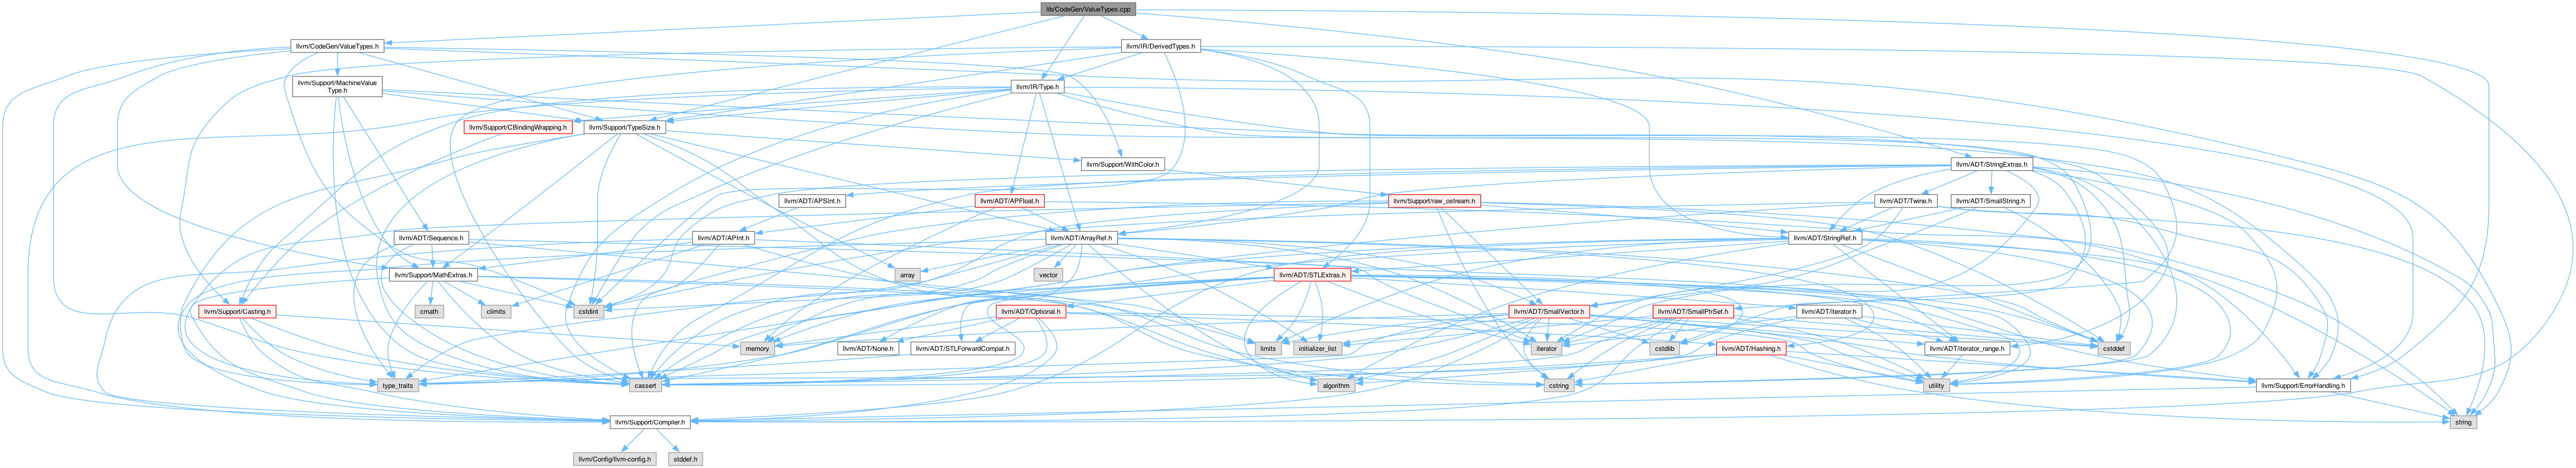 lib/CodeGen/ValueTypes.cpp
llvm/CodeGen/ValueTypes.h
llvm/IR/DerivedTypes.h
llvm/Support/MachineValue
Type.h
llvm/IR/Type.h
llvm/Support/CBindingWrapping.h
llvm/Support/TypeSize.h
llvm/Support/WithColor.h
llvm/ADT/StringExtras.h
llvm/ADT/APSInt.h
llvm/ADT/APFloat.h
llvm/Support/raw_ostream.h
llvm/ADT/Twine.h
llvm/ADT/SmallString.h
llvm/ADT/Sequence.h
llvm/ADT/APInt.h
llvm/ADT/ArrayRef.h
llvm/ADT/StringRef.h
llvm/Support/MathExtras.h
array
vector
llvm/ADT/STLExtras.h
llvm/Support/Casting.h
cmath
climits
cstdint
llvm/ADT/Optional.h
llvm/ADT/SmallVector.h
llvm/ADT/SmallPtrSet.h
llvm/ADT/iterator.h
memory
llvm/ADT/None.h
llvm/ADT/STLForwardCompat.h
limits
initializer_list
iterator
cstdlib
llvm/ADT/Hashing.h
llvm/ADT/iterator_range.h
cstddef
type_traits
cassert
algorithm
cstring
utility
llvm/Support/ErrorHandling.h
llvm/Support/Compiler.h
string
llvm/Config/llvm-config.h
stddef.h